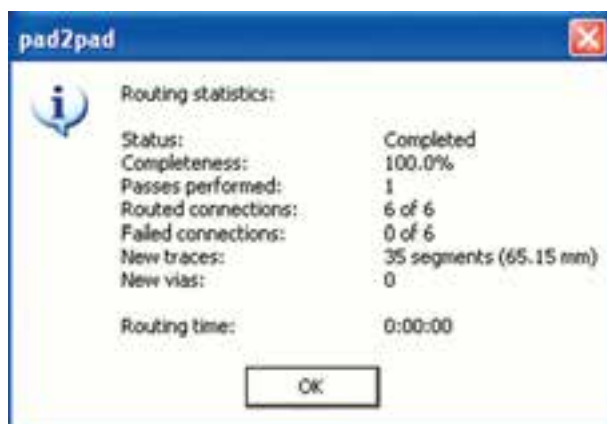 pad2pad
Routing statistics:
Status: Completed
Completeness: 100.0%
Passes performed: 1
Routed connections: 6 of 6
Failed connections: 0 of 6
New traces: 35 segments (65.15 mm)
New vias: 0
Routing time: 0:00:00
OK